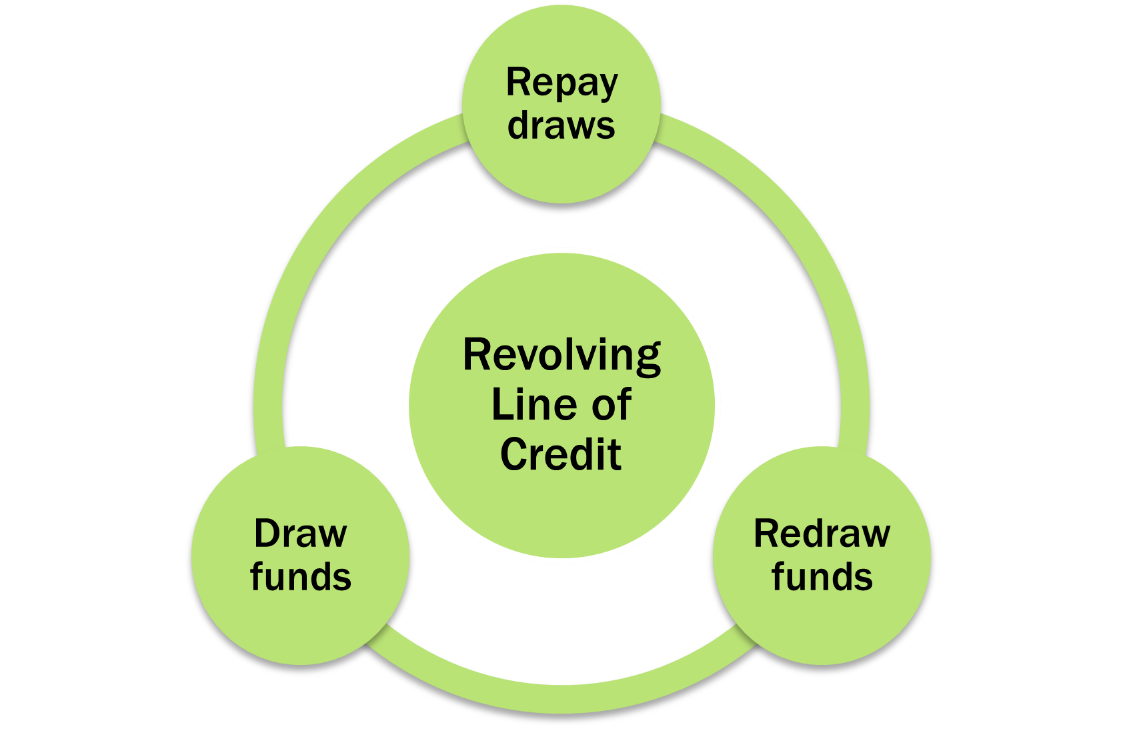 Repay
draws
Revolving
Line of
Credit
Draw
funds
Redraw
funds